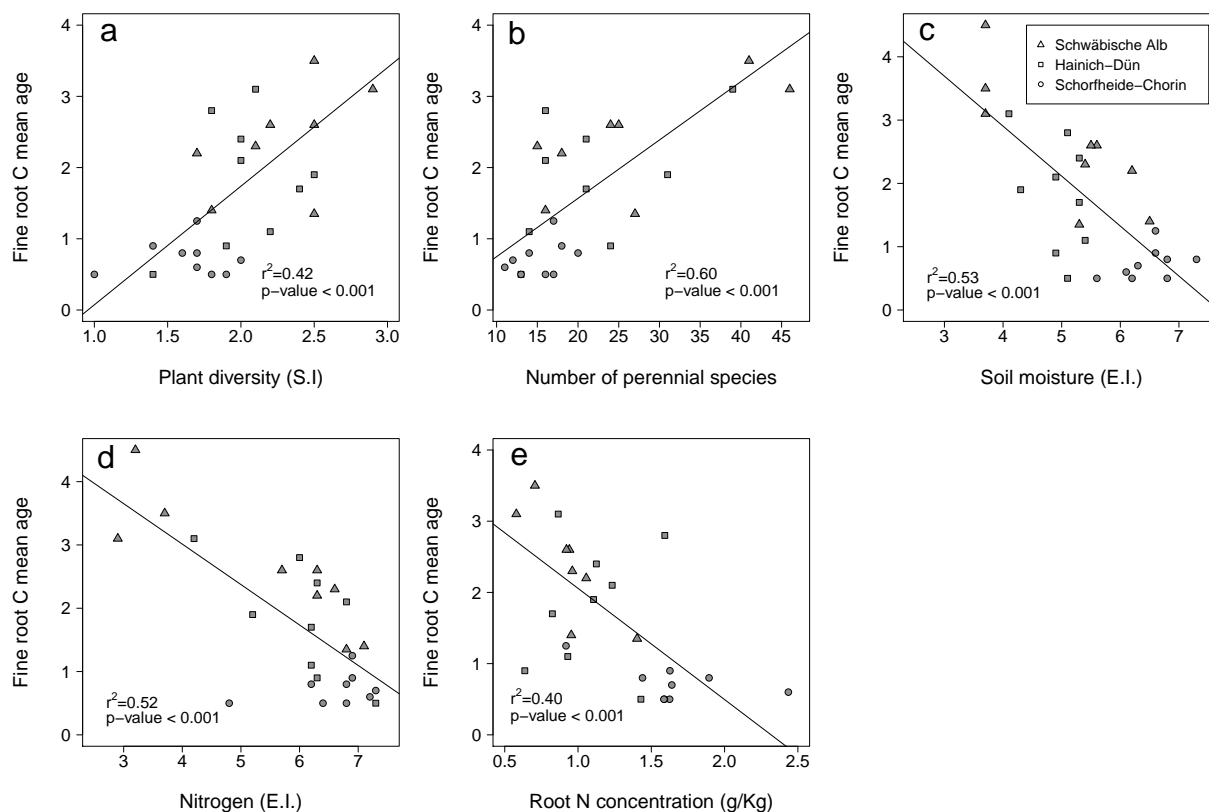 a
Fine root C mean age
0
1
2
3
4
1.0 1.5 2.0 2.5 3.0
Plant diversity (S.I)
r²=0.42
p-value < 0.001
b
Fine root C mean age
0
1
2
3
4
10 15 20 25 30 35 40 45
Number of perennial species
r²=0.60
p-value < 0.001
c
Fine root C mean age
0
1
2
3
4
3 4 5 6 7
Soil moisture (E.I.)
r²=0.53
p-value < 0.001
Schwäbische Alb
Hainich-Dün
Schorfheide-Chorin
d
Fine root C mean age
0
1
2
3
4
3 4 5 6 7
Nitrogen (E.I.)
r²=0.52
p-value < 0.001
e
Fine root C mean age
0
1
2
3
4
0.5 1.0 1.5 2.0 2.5
Root N concentration (g/Kg)
r²=0.40
p-value < 0.001